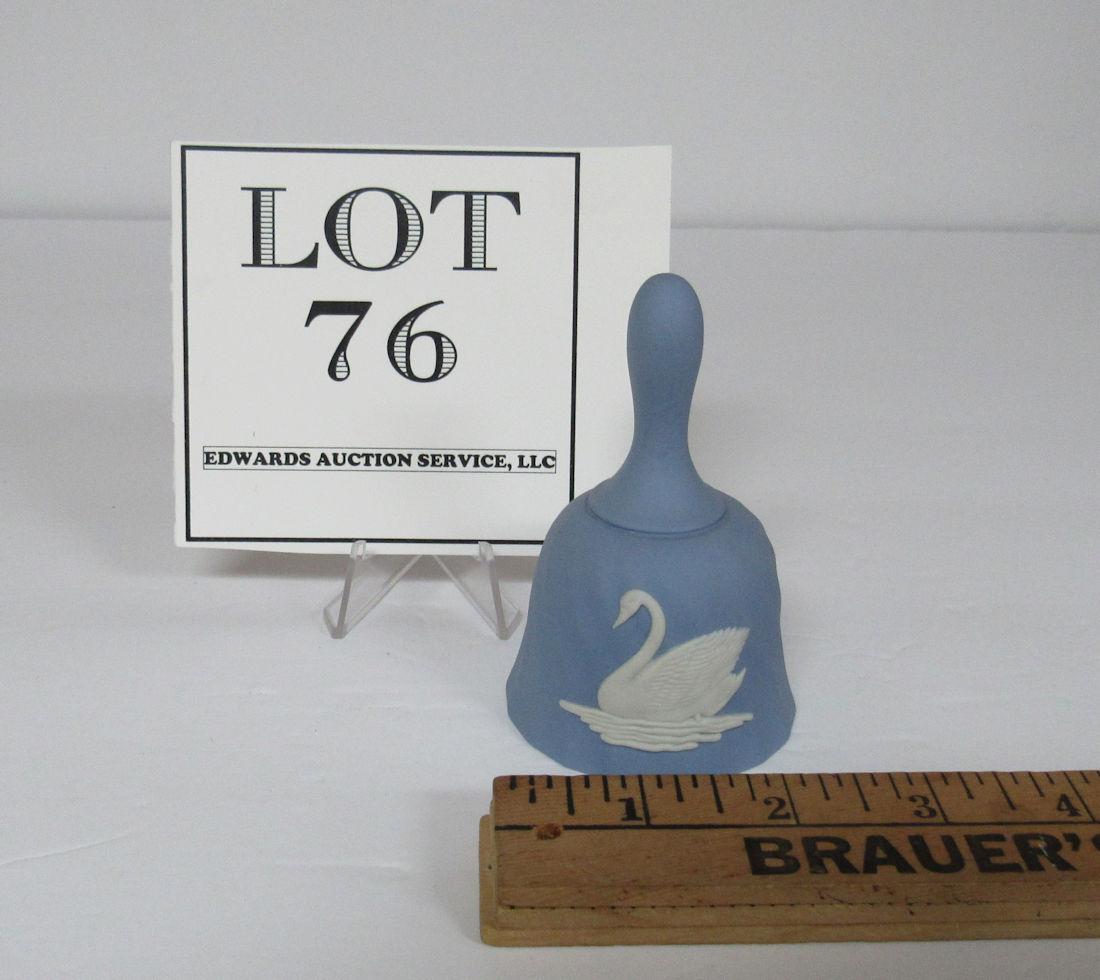 LOT
76
EDWARDS AUCTION SERVICE, LLC
1 2 3 4
BRAUER'S